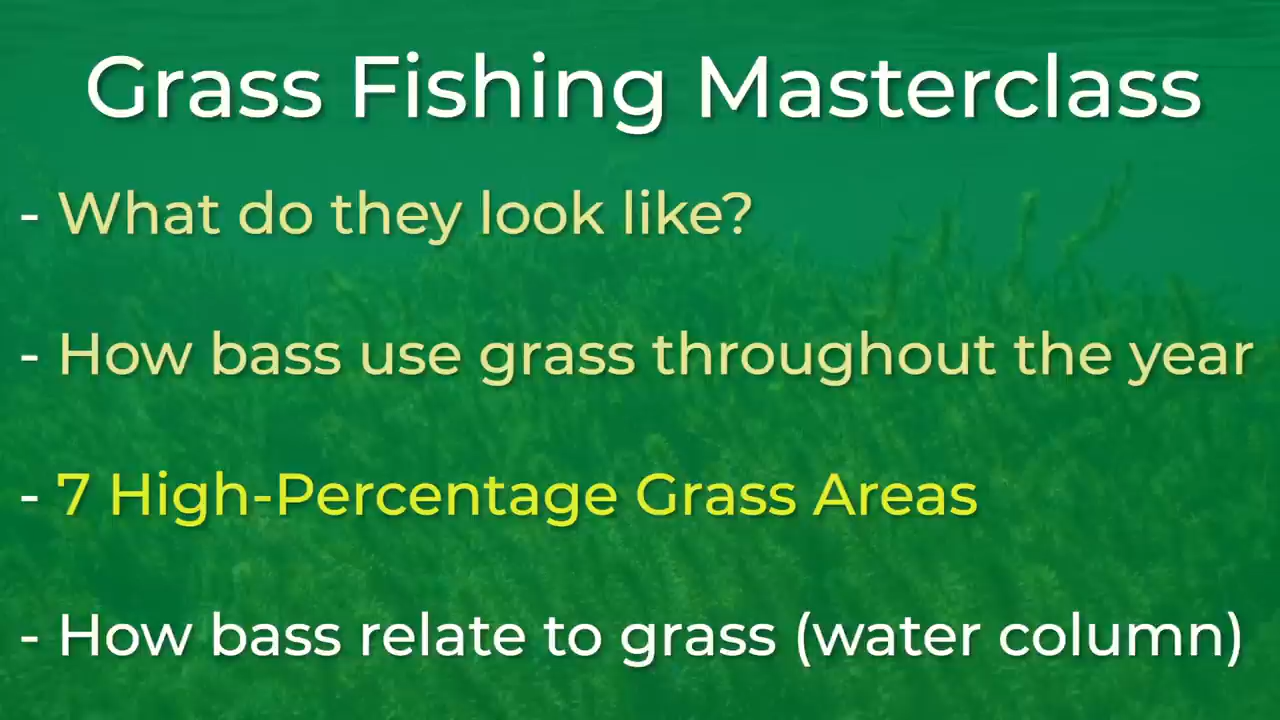 Grass Fishing Masterclass
- What do they look like?
- How bass use grass throughout the year
- 7 High-Percentage Grass Areas
- How bass relate to grass (water column)